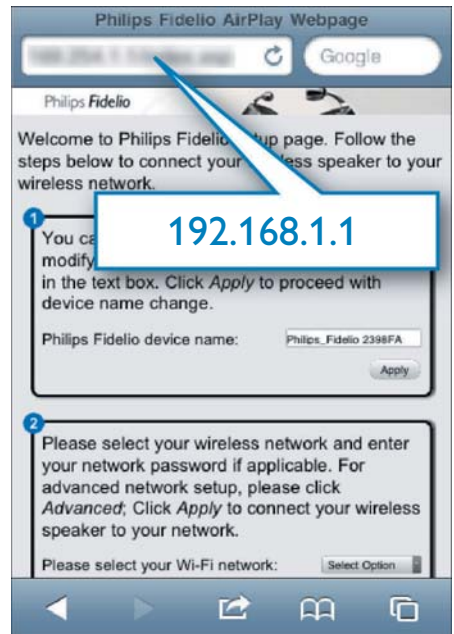 Philips Fidelio AirPlay Webpage
Google
Philips Fidelio
Welcome to Philips Fidelio page. Follow the
steps below to connect your speaker to your
wireless network.
192.168.1.1
1
You
modify
in the text box. Click Apply to proceed with
device name change.
Philips Fidelio device name: Philips_Fidelio 2398FA
Apply
2
Please select your wireless network and enter
your network password if applicable. For
advanced network setup, please click
Advanced; Click Apply to connect your wireless
speaker to your network.
Please select your Wi-Fi network: Select Option